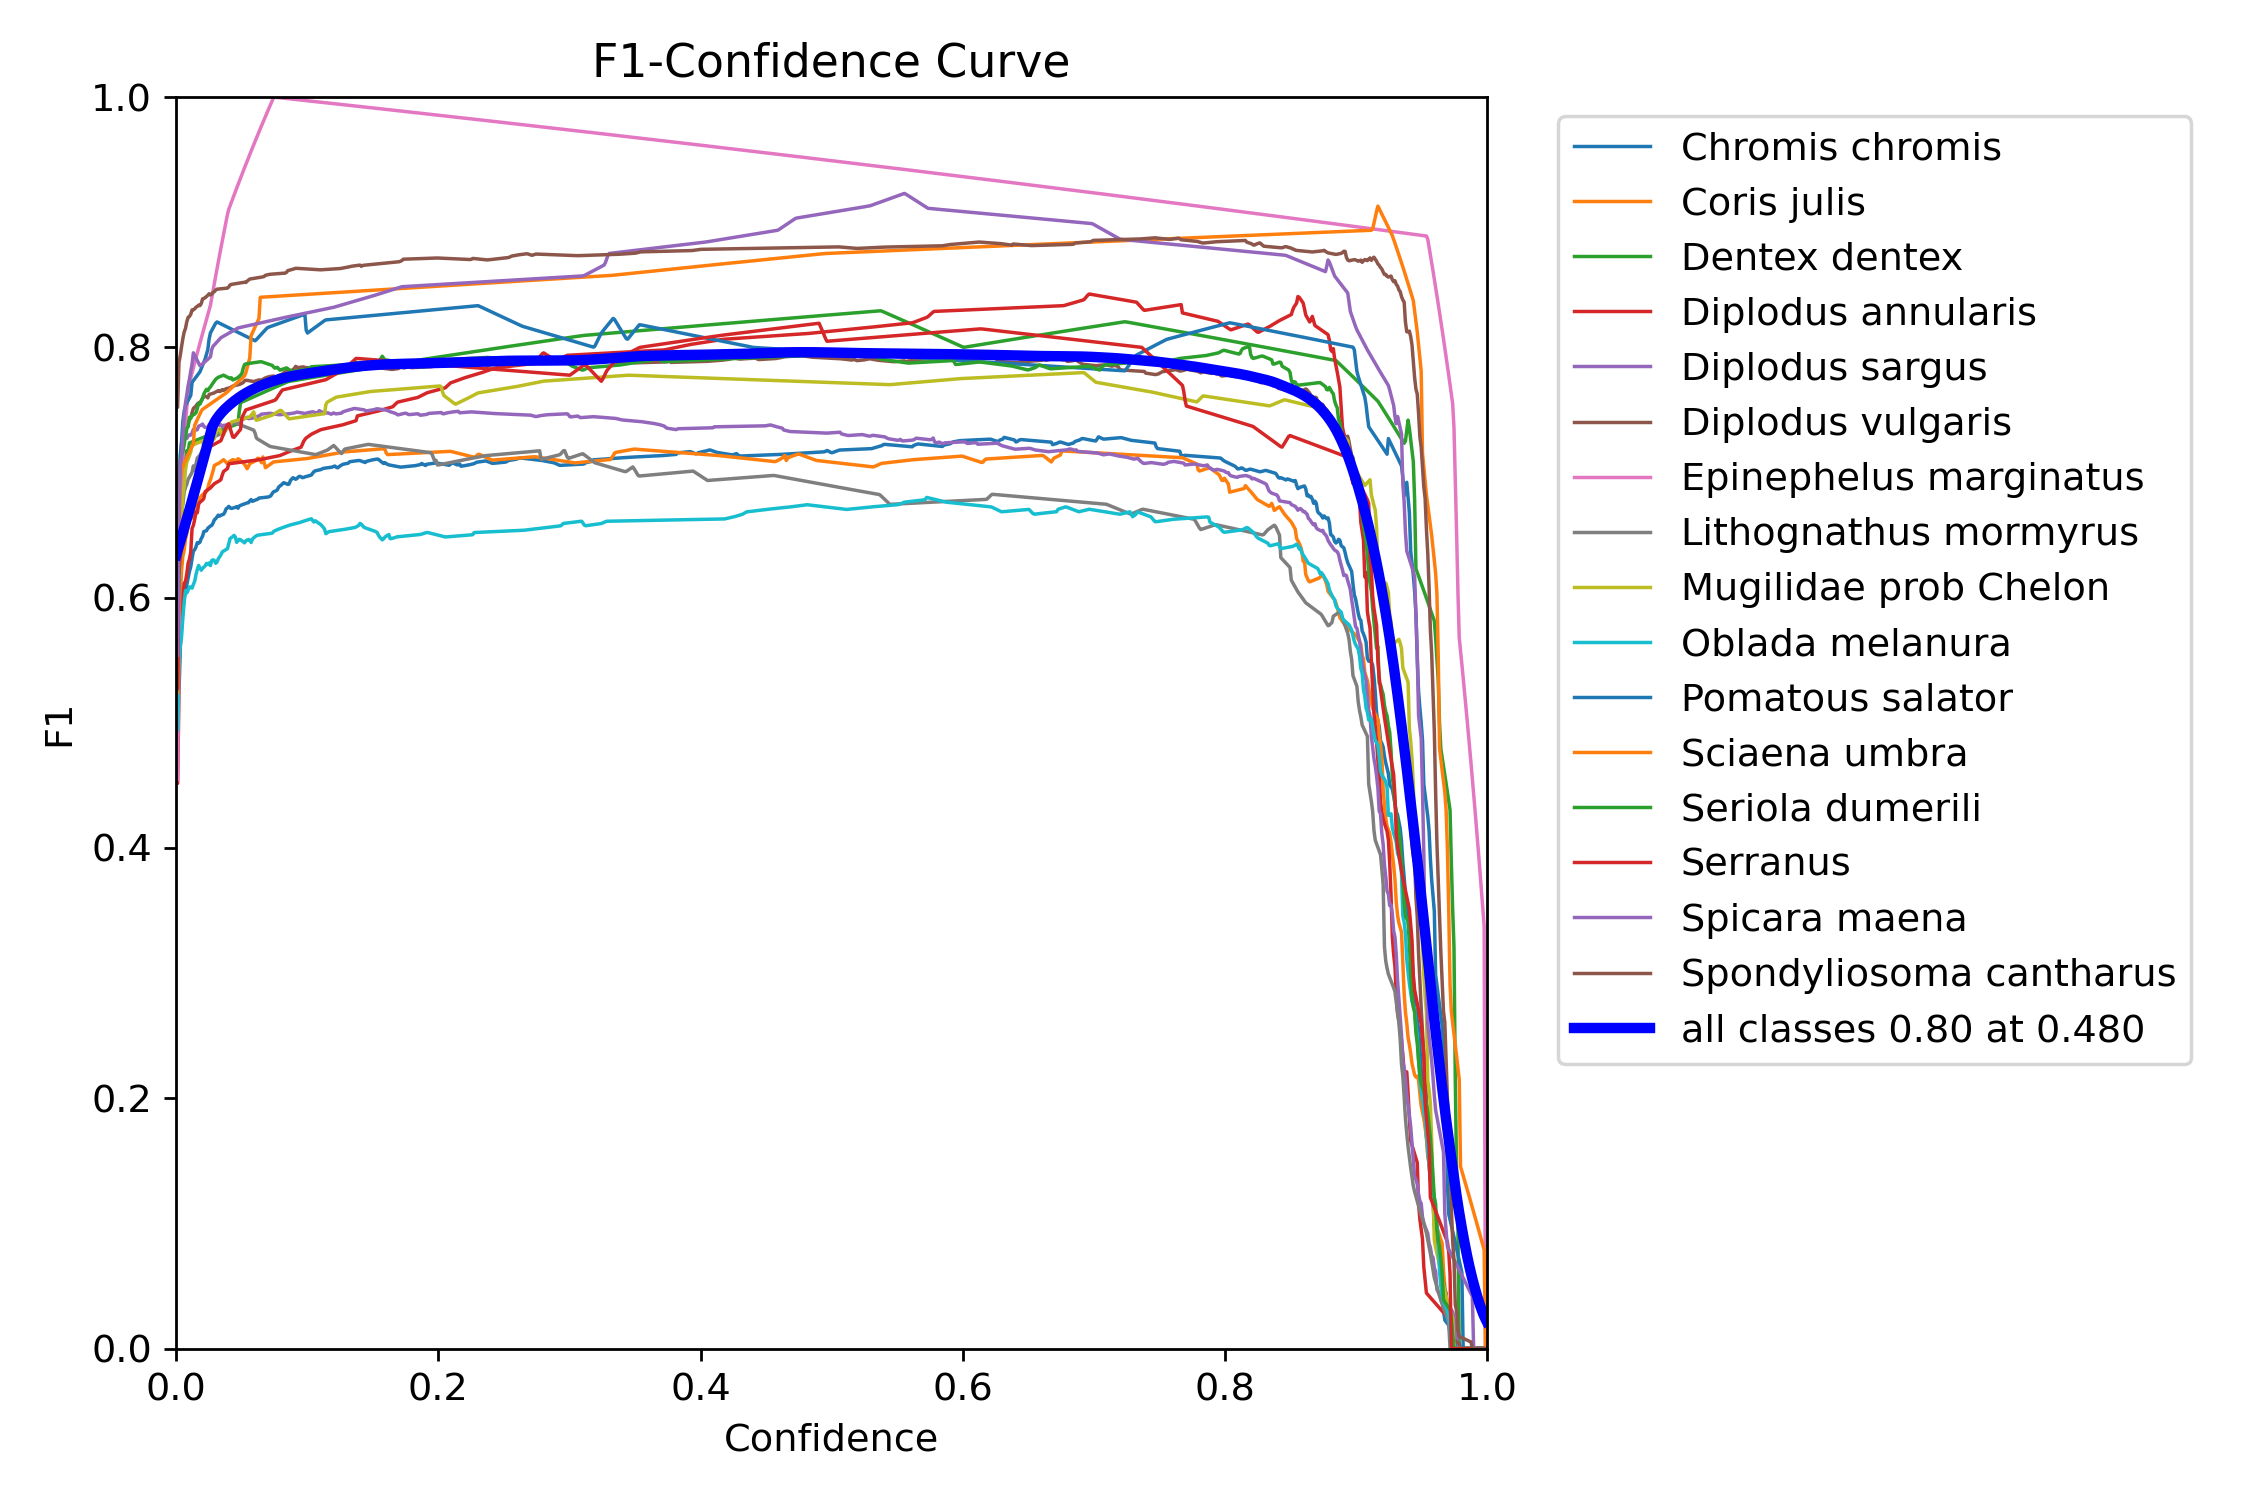 F1-Confidence Curve
1.0
0.8
0.6
0.4
0.2
0.0
F1
0.0 0.2 0.4 0.6 0.8 1.0
Confidence
Chromis chromis
Coris julis
Dentex dentex
Diplodus annularis
Diplodus sargus
Diplodus vulgaris
Epinephelus marginatus
Lithognathus mormyrus
Mugilidae prob Chelon
Oblada melanura
Pomatous salator
Sciaena umbra
Seriola dumerili
Serranus
Spicara maena
Spondyliosoma cantharus
all classes 0.80 at 0.480